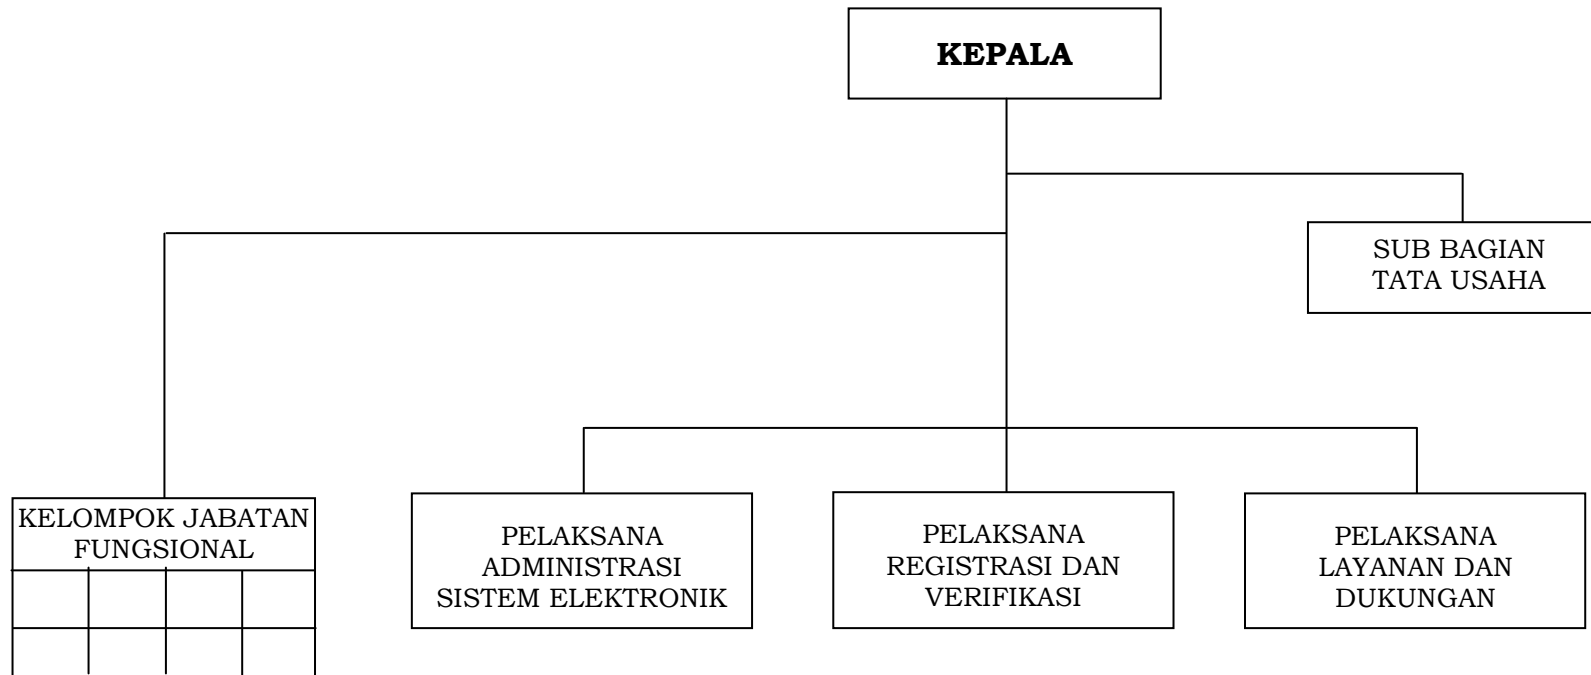 KEPALA
SUB BAGIAN
TATA USAHA
KELOMPOK JABATAN
FUNGSIONAL
PELAKSANA
ADMINISTRASI
SISTEM ELEKTRONIK
PELAKSANA
REGISTRASI DAN
VERIFIKASI
PELAKSANA
LAYANAN DAN
DUKUNGAN